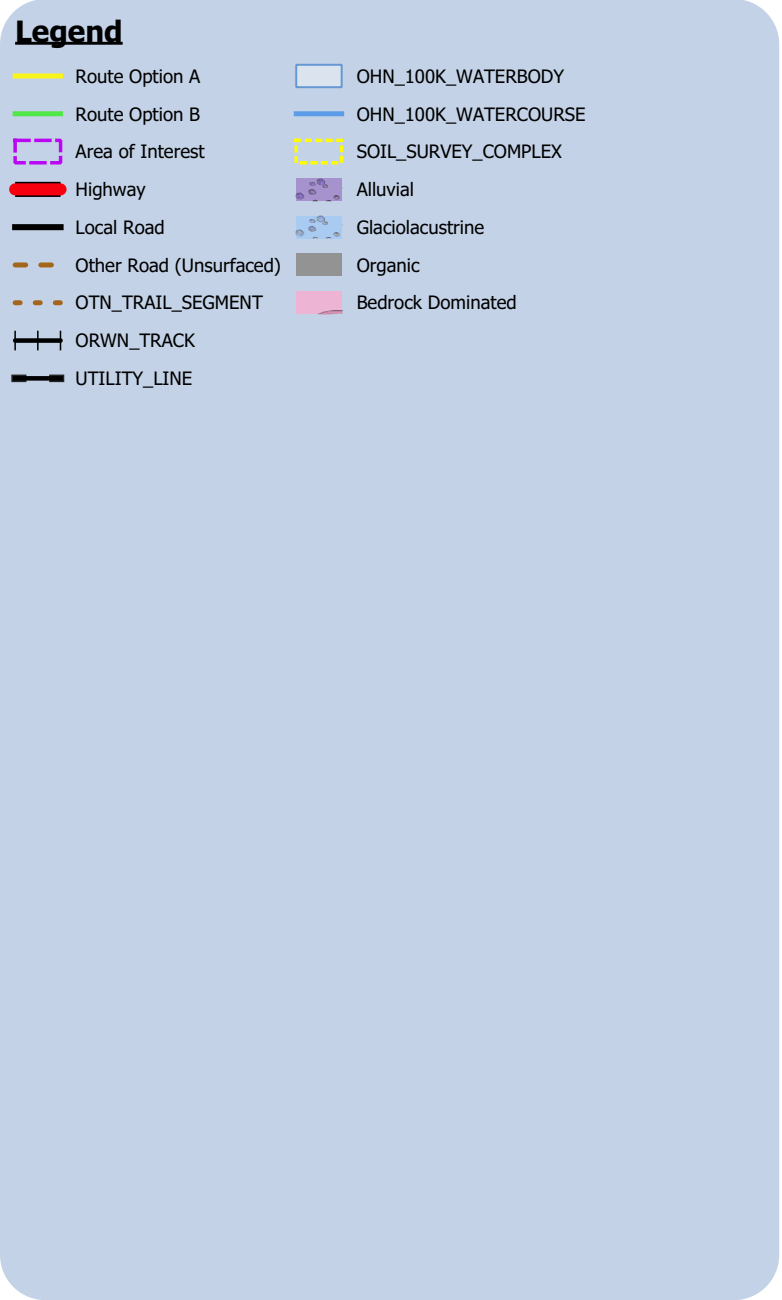 Legend
Route Option A
Route Option B
Area of Interest
Highway
Local Road
Other Road (Unsurfaced)
OTN_TRAIL_SEGMENT
ORWN_TRACK
UTILITY_LINE
OHN_100K_WATERBODY
OHN_100K_WATERCOURSE
SOIL_SURVEY_COMPLEX
Alluvial
Glaciolacustrine
Organic
Bedrock Dominated